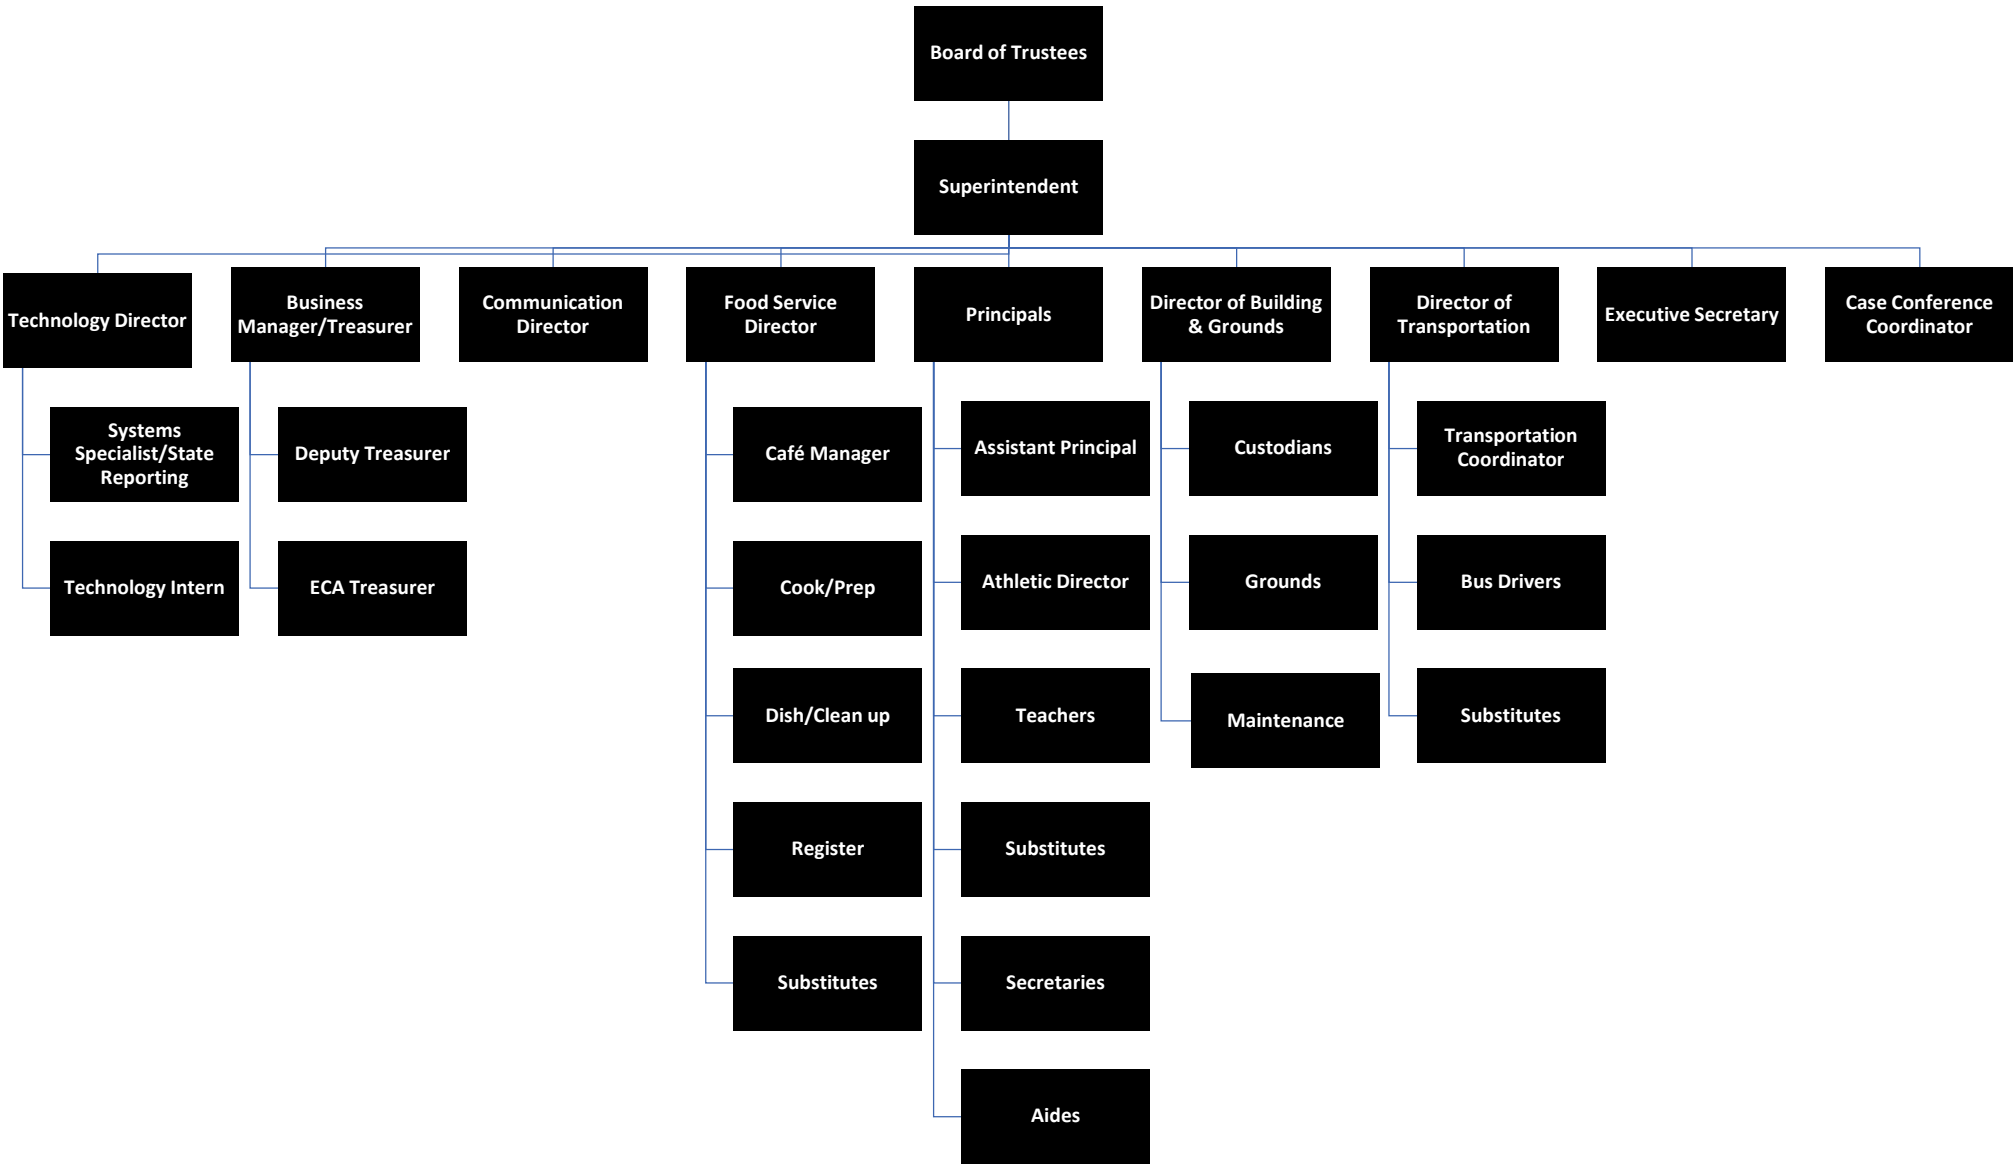 Board of Trustees
Superintendent
Technology Director
Business
Manager/Treasurer
Communication
Director
Food Service
Director
Principals
Director of Building
& Grounds
Director of
Transportation
Executive Secretary
Case Conference
Coordinator
Systems
Specialist/State
Reporting
Deputy Treasurer
Café Manager
Assistant Principal
Custodians
Transportation
Coordinator
Technology Intern
ECA Treasurer
Cook/Prep
Athletic Director
Grounds
Bus Drivers
Dish/Clean up
Teachers
Maintenance
Substitutes
Register
Substitutes
Substitutes
Secretaries
Aides